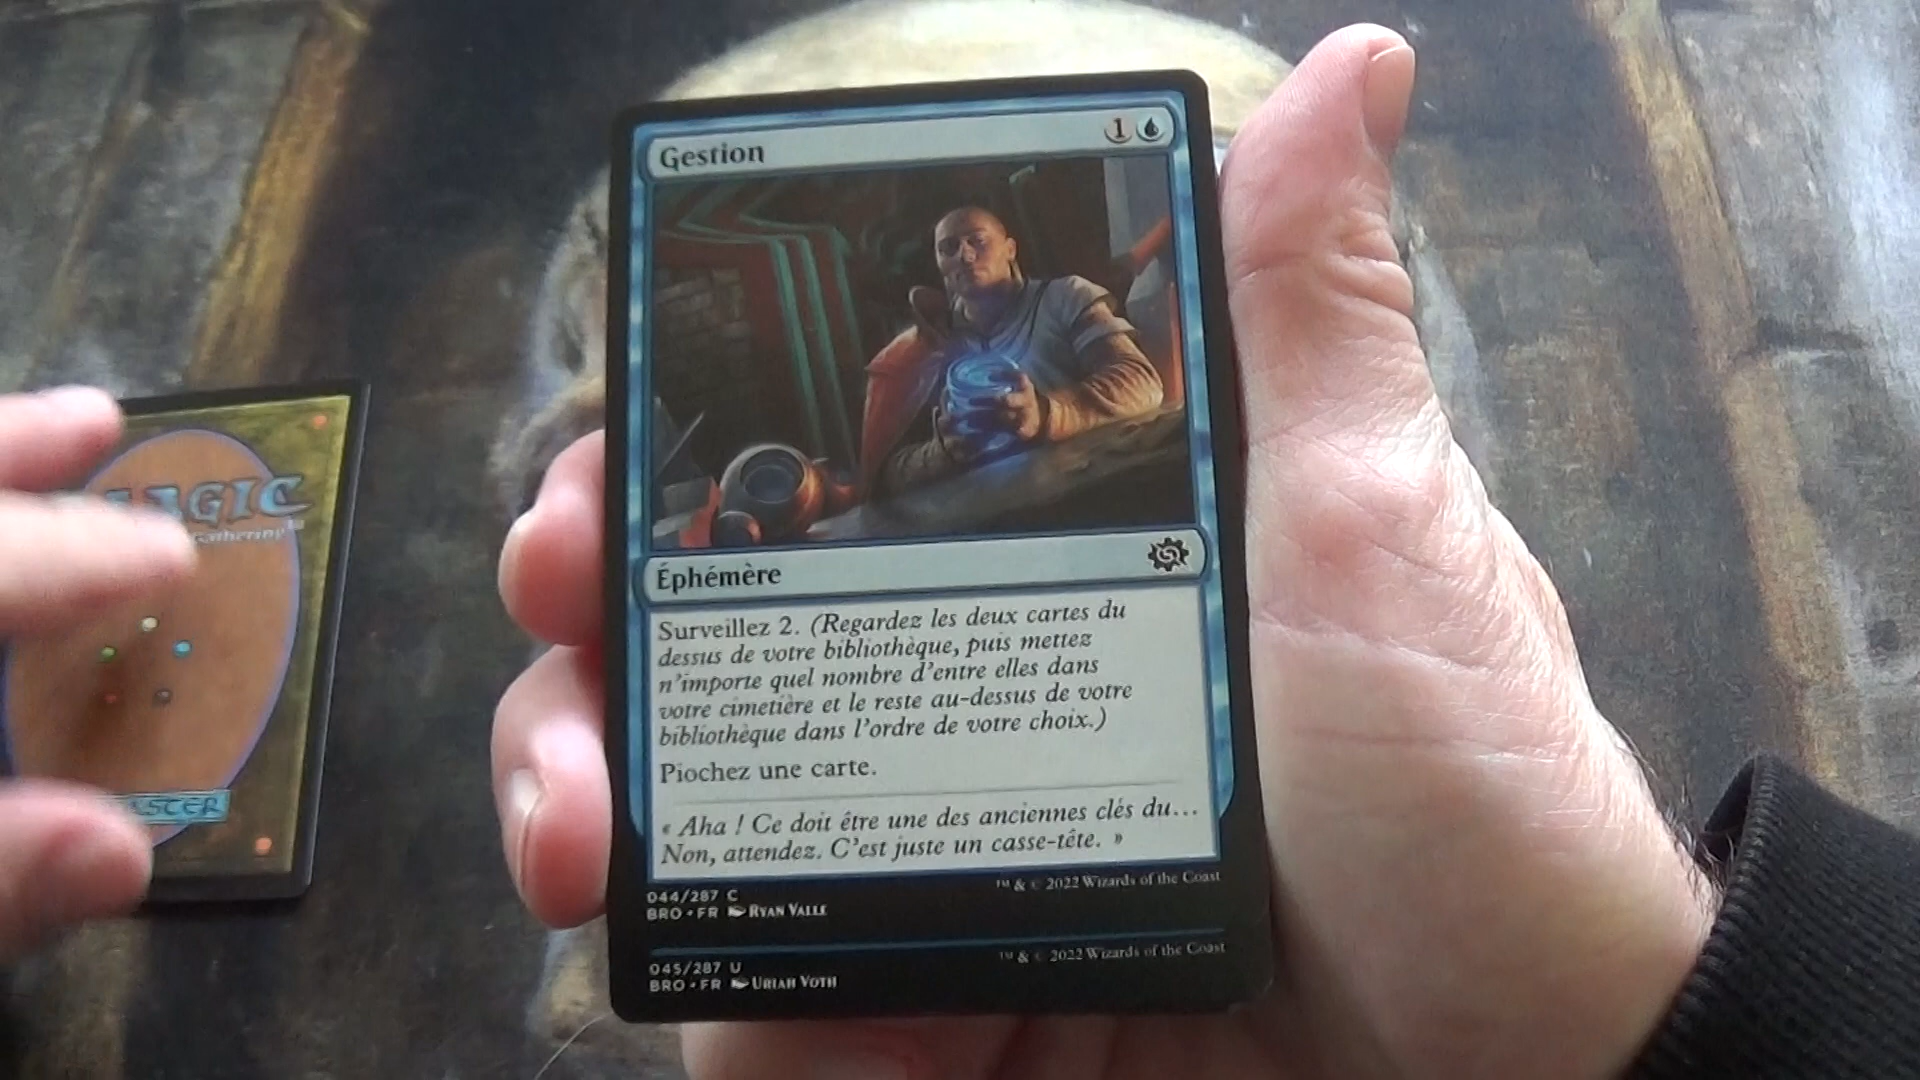 Gestion
1
Éphémère
Surveillez 2. (Regardez les deux cartes du
dessus de votre bibliothèque, puis mettez
n'importe quel nombre d'entre elles dans
votre cimetière et le reste au-dessus de votre
bibliothèque dans l'ordre de votre choix.)
Piochez une carte.
« Aha ! Ce doit être une des anciennes clés du…
Non, attendez. C'est juste un casse-tête. »
044/287 C
™ & © 2022 Wizards of the Coast
BRO • FR Ryan Valle
045/287 U
™ & © 2022 Wizards of the Coast
BRO • FR Uriah Voth
MAGIC
Gathering